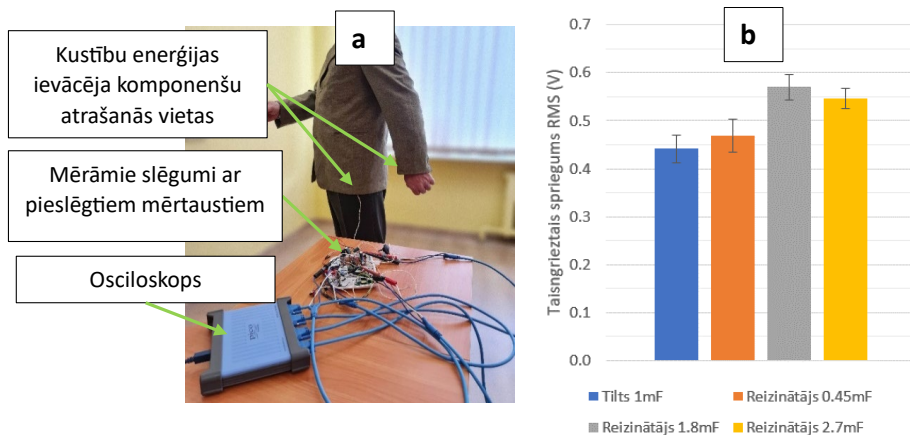 Kustību enerģijas
ievācēja komponenšu
atrašanās vietas
Mērāmie slēgumi ar
pieslēgtiem mērtaustiem
Osciloskops
a
b
Taisngrieztais spriegums RMS (V)
0.7
0.6
0.5
0.4
0.3
0.2
0.1
0.0
Tilts 1mF
Reizinātājs 0.45mF
Reizinātājs 1.8mF
Reizinātājs 2.7mF